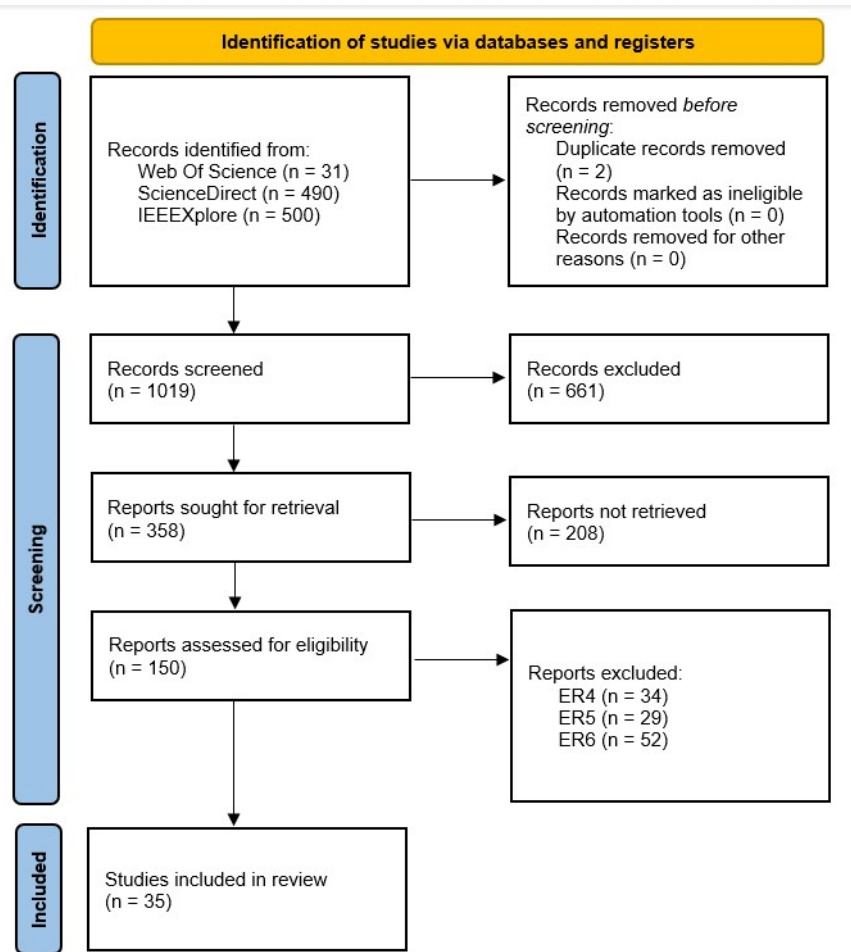 Identification of studies via databases and registers
Identification
Records identified from:
Web Of Science (n = 31)
ScienceDirect (n = 490)
IEEEXplore (n = 500)
Records removed before
screening:
Duplicate records removed
(n = 2)
Records marked as ineligible
by automation tools (n = 0)
Records removed for other
reasons (n = 0)
Screening
Records screened
(n = 1019)
Records excluded
(n = 661)
Reports sought for retrieval
(n = 358)
Reports not retrieved
(n = 208)
Reports assessed for eligibility
(n = 150)
Reports excluded:
ER4 (n = 34)
ER5 (n = 29)
ER6 (n = 52)
Included
Studies included in review
(n = 35)